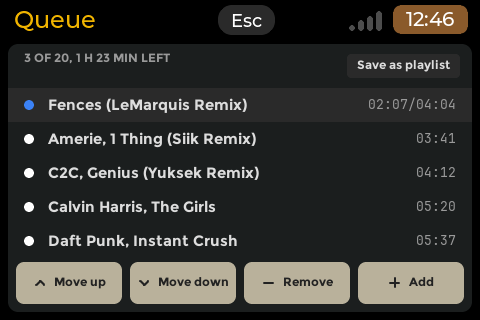 Queue
Esc
12:46
3 OF 20, 1 H 23 MIN LEFT
Save as playlist
Fences (LeMarquis Remix) 02:07/04:04
Amerie, 1 Thing (Siik Remix) 03:41
C2C, Genius (Yuksek Remix) 04:12
Calvin Harris, The Girls 05:20
Daft Punk, Instant Crush 05:37
Move up
Move down
Remove
Add